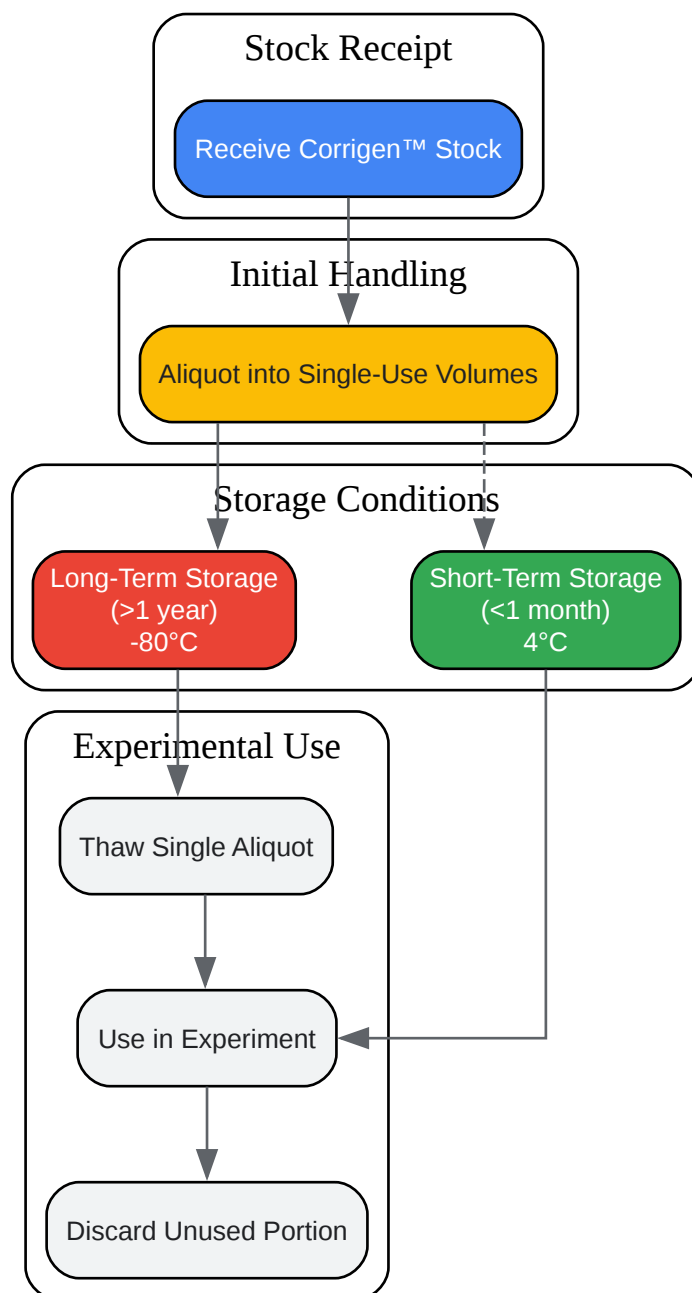 Stock Receipt
Receive Corrigen™ Stock
Initial Handling
Aliquot into Single-Use Volumes
Storage Conditions
Long-Term Storage
(>1 year)
-80°C
Short-Term Storage
(<1 month)
4°C
Experimental Use
Thaw Single Aliquot
Use in Experiment
Discard Unused Portion